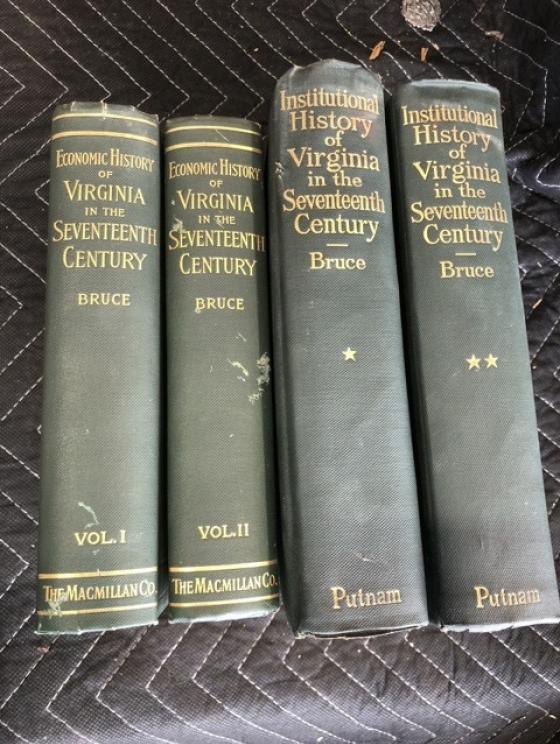 ECONOMIC HISTORY
OF
VIRGINIA
IN THE
SEVENTEENTH
CENTURY
BRUCE
VOL. I
THE MACMILLAN CO.
ECONOMIC HISTORY
OF
VIRGINIA
IN THE
SEVENTEENTH
CENTURY
BRUCE
VOL. II
THE MACMILLAN CO.
Institutional
History
of
Virginia
in the
Seventeenth
Century
Bruce
Putnam
Institutional
History
of
Virginia
in the
Seventeenth
Century
Bruce
Putnam